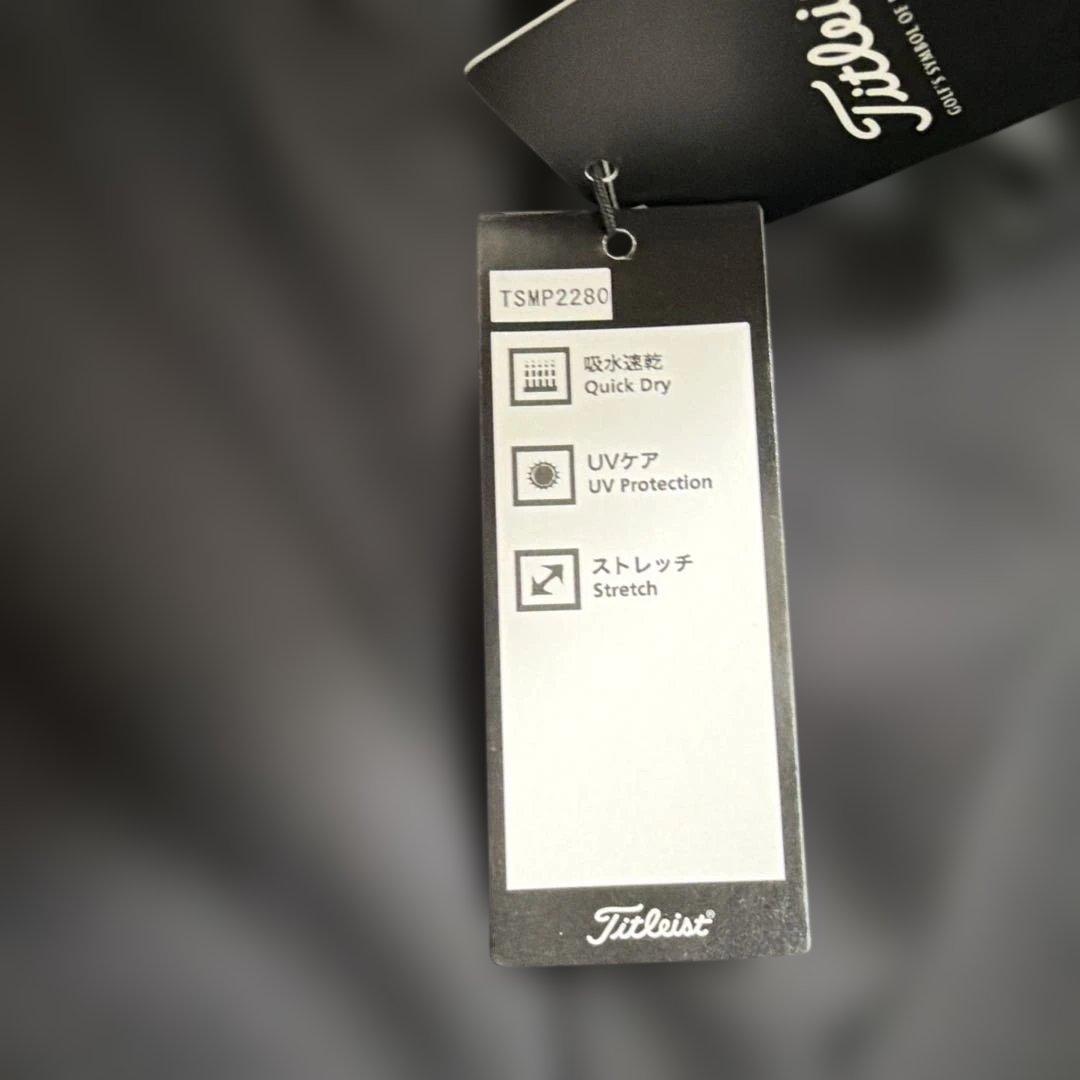 GOLF'S SYMBOL OF
TSMP2280
吸水速乾
Quick Dry
UVケア
UV Protection
ストレッチ
Stretch
Titleist®